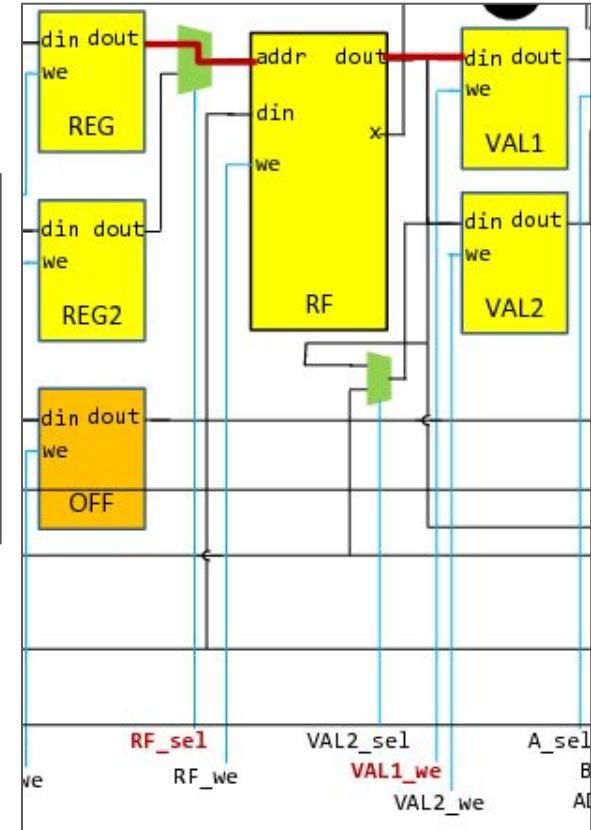 din dout
we
REG
din dout
we
REG2
din dout
we
OFF
addr dout
din
x
we
RF
din dout
we
VAL1
din dout
we
VAL2
RF_sel
VAL2_sel
A_sel
we
RF_we
VAL1_we
B
VAL2_we